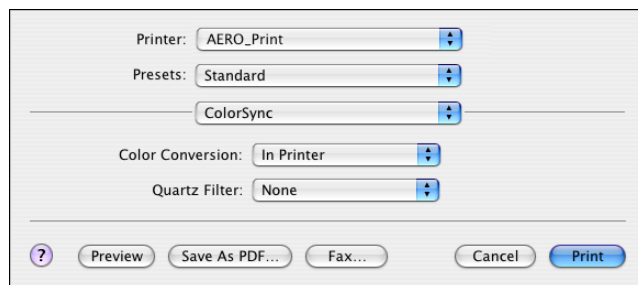 Printer: AERO_Print
Presets: Standard
ColorSync
Color Conversion: In Printer
Quartz Filter: None
? Preview Save As PDF... Fax... Cancel Print